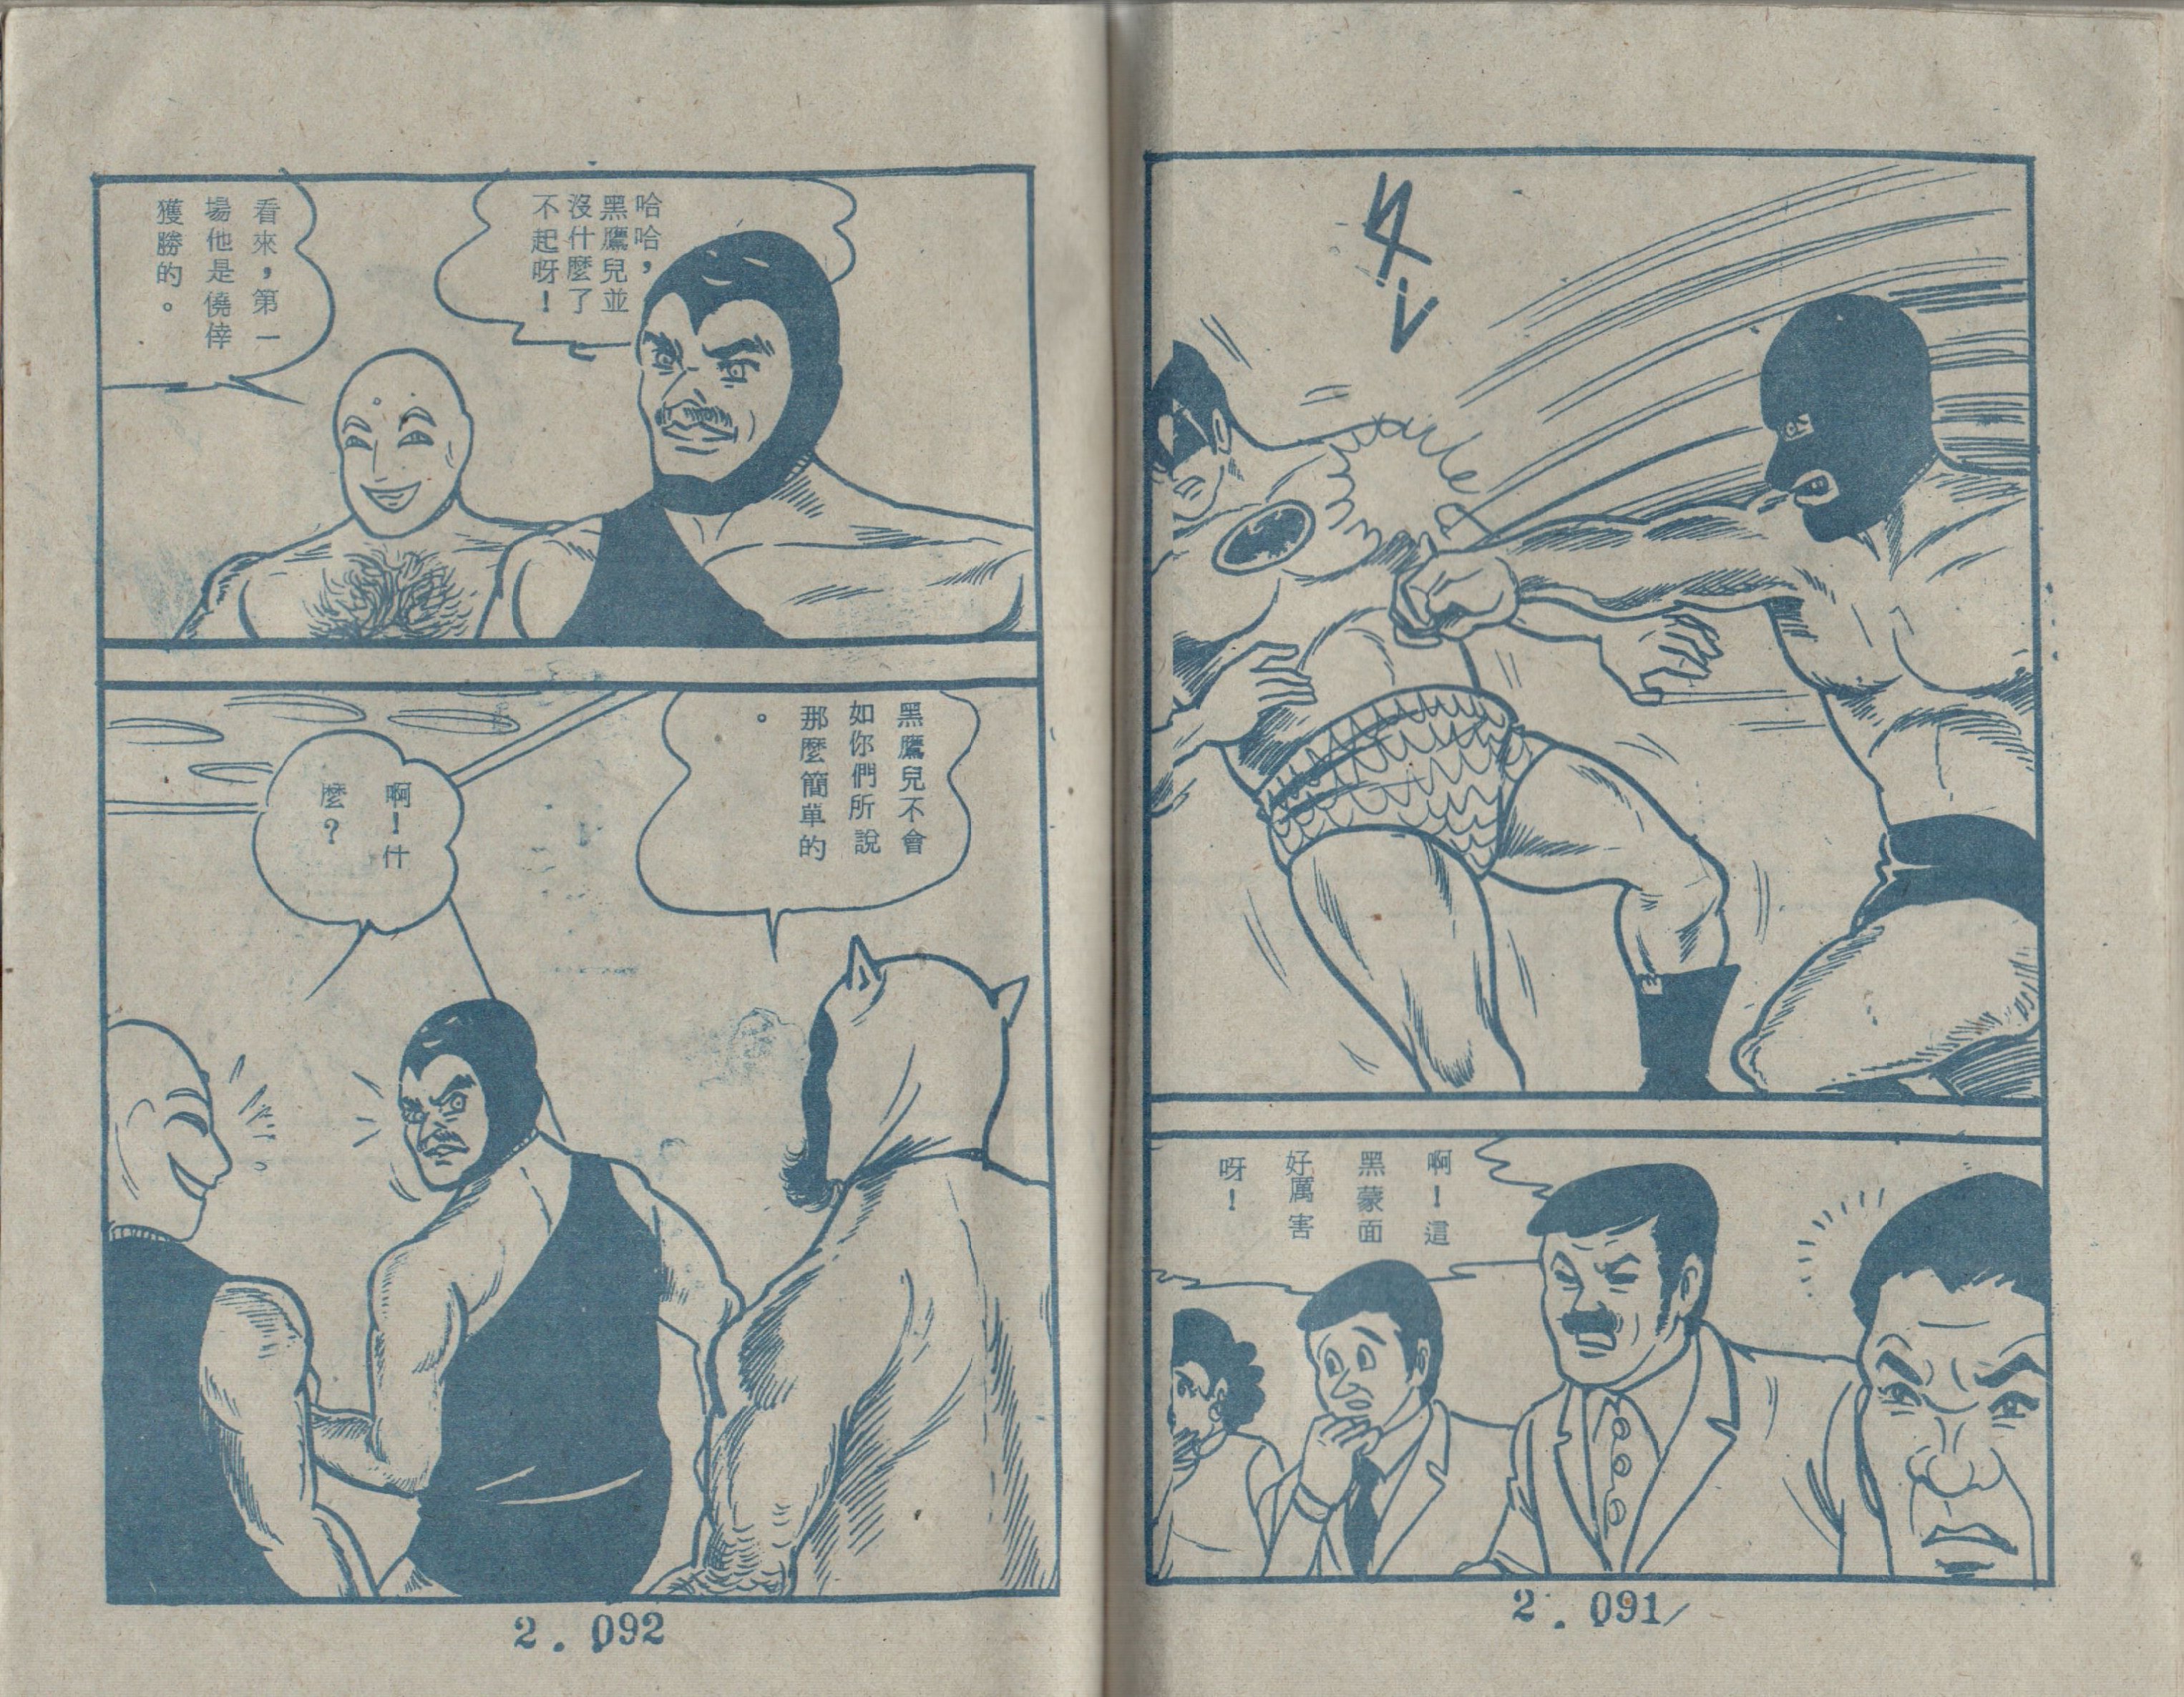 啊！這
黑蒙面
好厲害
呀！
2.091
哈哈，
黑鷹兒並
沒什麼了
不起呀！
看來，第一
場他是僥倖
獲勝的。
黑鷹兒不會
如你們所說
那麼簡單的
。
啊！什
麼？
2.092